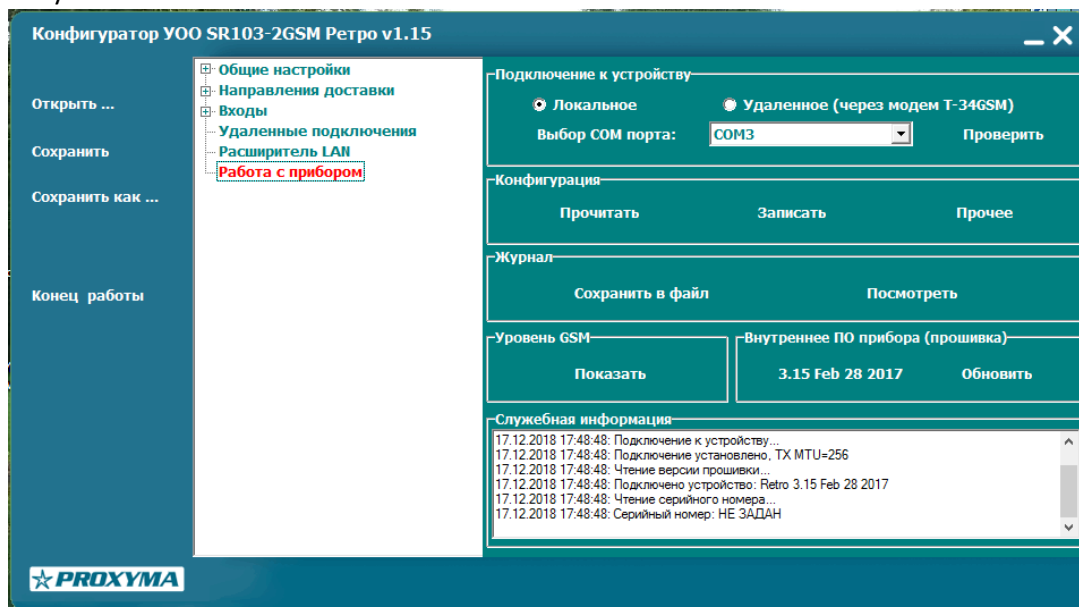 Конфигуратор УОО SR103-2GSM Ретро v1.15
Открыть ...
Сохранить
Сохранить как ...
Конец работы
Общие настройки
Направления доставки
Входы
Удаленные подключения
Расширитель LAN
Работа с прибором
Подключение к устройству
Локальное
Удаленное (через модем T-34GSM)
Выбор COM порта:
COM3
Проверить
Конфигурация
Прочитать
Записать
Прочее
Журнал
Сохранить в файл
Посмотреть
Уровень GSM
Показать
Внутреннее ПО прибора (прошивка)
3.15 Feb 28 2017
Обновить
Служебная информация
17.12.2018 17:48:48: Подключение к устройству...
17.12.2018 17:48:48: Подключение установлено, TX MTU=256
17.12.2018 17:48:48: Чтение версии прошивки...
17.12.2018 17:48:48: Подключено устройство: Retro 3.15 Feb 28 2017
17.12.2018 17:48:48: Чтение серийного номера...
17.12.2018 17:48:48: Серийный номер: НЕ ЗАДАН
PROXYMA